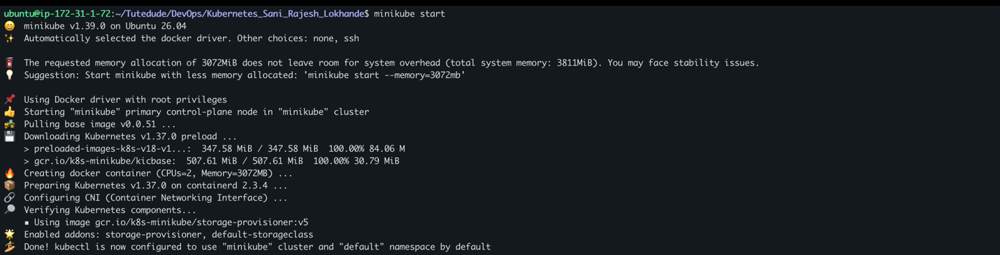 ubuntu@ip-172-31-1-72:~/Tutedude/DevOps/Kubernetes_Sani_Rajesh_Lokhande$ minikube start
😄  minikube v1.39.0 on Ubuntu 26.04
✨  Automatically selected the docker driver. Other choices: none, ssh
🧯  The requested memory allocation of 3072MiB does not leave room for system overhead (total system memory: 3811MiB). You may face stability issues.
💡  Suggestion: Start minikube with less memory allocated: 'minikube start --memory=3072mb'
📌  Using Docker driver with root privileges
👍  Starting "minikube" primary control-plane node in "minikube" cluster
🚜  Pulling base image v0.0.51 ...
💾  Downloading Kubernetes v1.37.0 preload ...
    > preloaded-images-k8s-v18-v1...:  347.58 MiB / 347.58 MiB  100.00% 84.06 M
    > gcr.io/k8s-minikube/kicbase:  507.61 MiB / 507.61 MiB  100.00% 30.79 MiB
🔥  Creating docker container (CPUs=2, Memory=3072MB) ...
📦  Preparing Kubernetes v1.37.0 on containerd 2.3.4 ...
🔗  Configuring CNI (Container Networking Interface) ...
🔎  Verifying Kubernetes components...
    ▪ Using image gcr.io/k8s-minikube/storage-provisioner:v5
🌟  Enabled addons: storage-provisioner, default-storageclass
🏄  Done! kubectl is now configured to use "minikube" cluster and "default" namespace by default